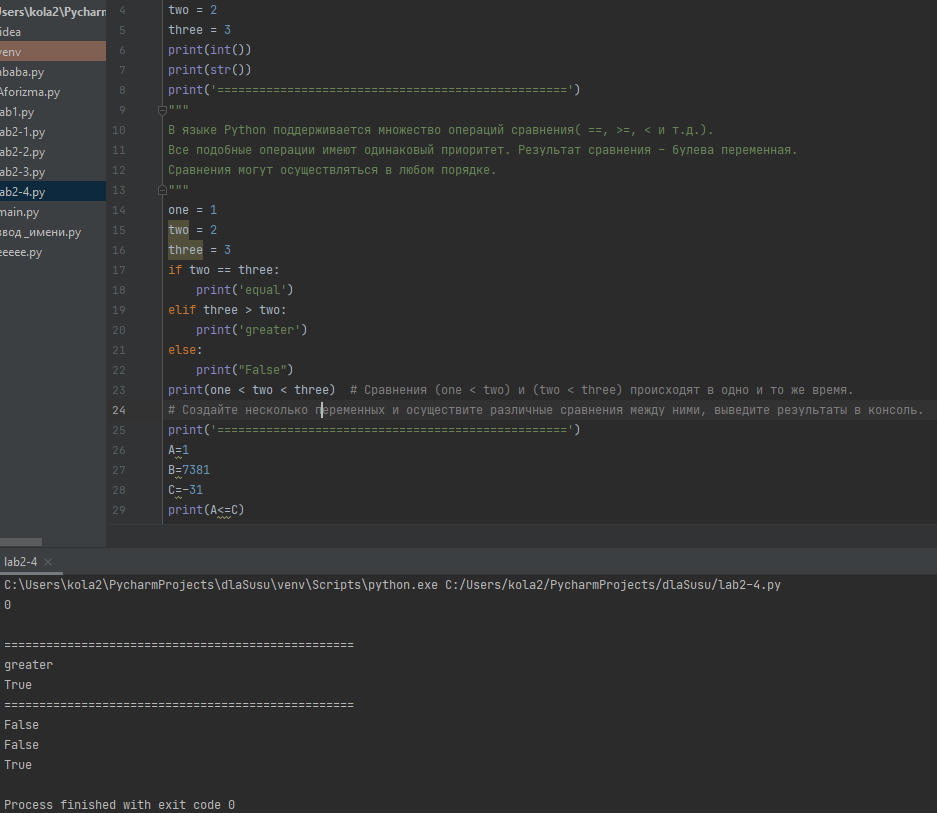 sers\kola2\Pycharm
idea
venv
ababa.py
Aforizma.py
ab1.py
ab2-1.py
ab2-2.py
ab2-3.py
ab2-4.py
main.py
ввод_имени.py
eeeee.py
4 two = 2
5 three = 3
6 print(int())
7 print(str())
8 print('==================================================')
9 """
10 В языке Python поддерживается множество операций сравнения( ==, >=, < и т.д.).
11 Все подобные операции имеют одинаковый приоритет. Результат сравнения - булева переменная.
12 Сравнения могут осуществляться в любом порядке.
13 """
14 one = 1
15 two = 2
16 three = 3
17 if two == three:
18 print('equal')
19 elif three > two:
20 print('greater')
21 else:
22 print("False")
23 print(one < two < three) # Сравнения (one < two) и (two < three) происходят в одно и то же время.
24 # Создайте несколько переменных и осуществите различные сравнения между ними, выведите результаты в консоль.
25 print('==================================================')
26 A=1
27 B=7381
28 C=-31
29 print(A<=C)
lab2-4
C:\Users\kola2\PycharmProjects\dlaSusu\venv\Scripts\python.exe C:/Users/kola2/PycharmProjects/dlaSusu/lab2-4.py
0
==================================================
greater
True
==================================================
False
False
True
Process finished with exit code 0